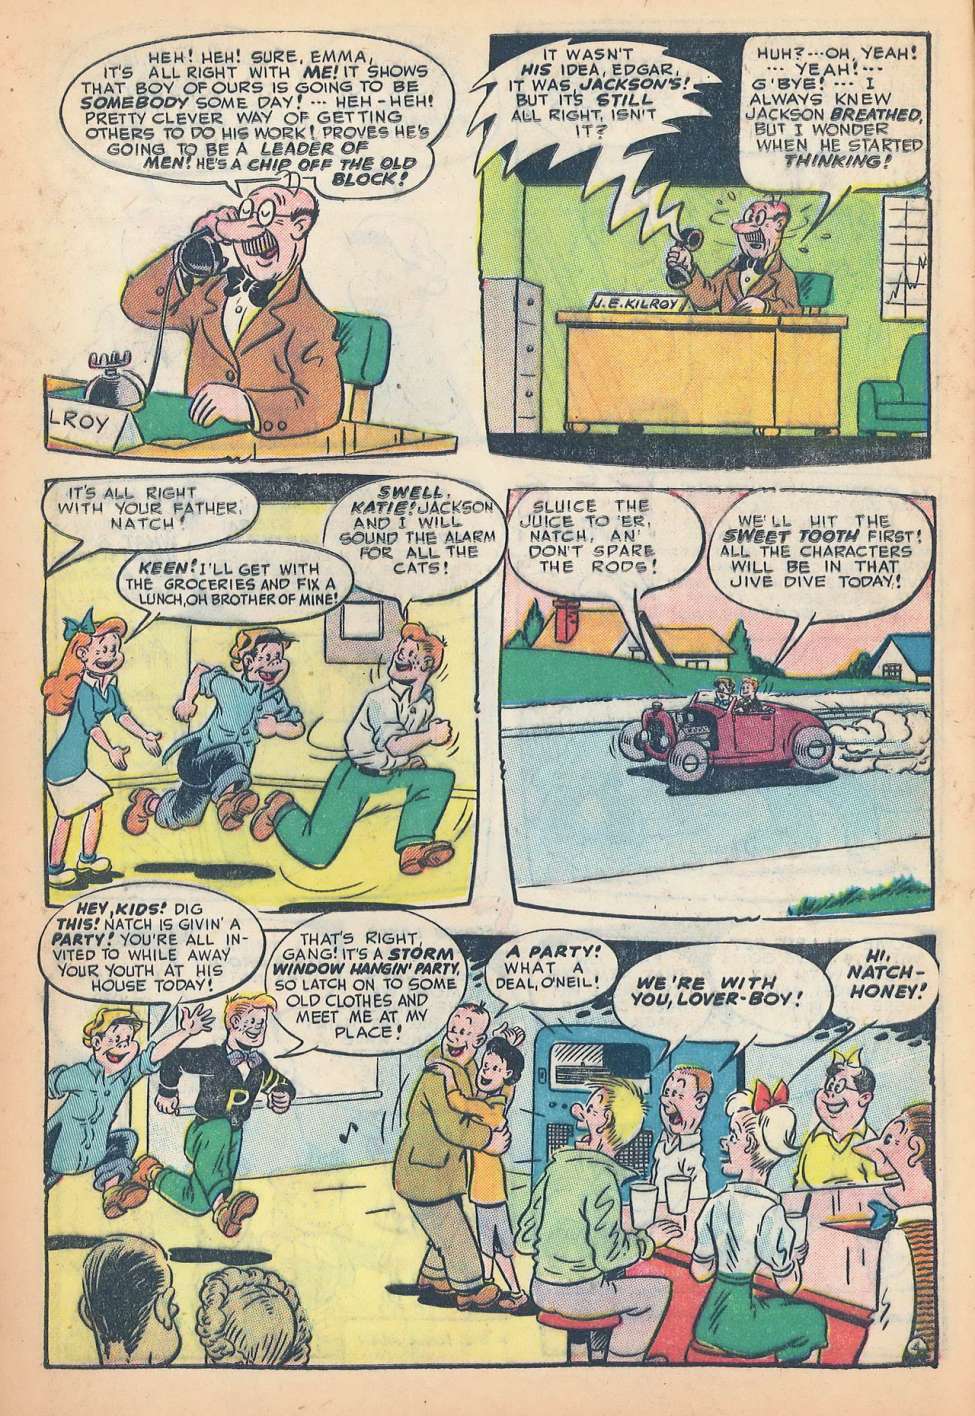 HEH! HEH! SURE, EMMA,
IT'S ALL RIGHT WITH ME! IT SHOWS
THAT BOY OF OURS IS GOING TO BE
SOMEBODY SOME DAY! --- HEH-HEH!
PRETTY CLEVER WAY OF GETTING
OTHERS TO DO HIS WORK! PROVES HE'S
GOING TO BE A LEADER OF
MEN! HE'S A CHIP OFF THE OLD
BLOCK!
LROY
IT WASN'T
HIS IDEA, EDGAR,
IT WAS JACKSON'S!
BUT IT'S STILL
ALL RIGHT, ISN'T
IT?
HUH? --- OH, YEAH!
--- YEAH! ---
G'BYE! --- I
ALWAYS KNEW
JACKSON BREATHED,
BUT I WONDER
WHEN HE STARTED
THINKING!
J.E. KILROY
IT'S ALL RIGHT
WITH YOUR FATHER,
NATCH!
KEEN! I'LL GET WITH
THE GROCERIES AND FIX A
LUNCH, OH BROTHER OF MINE!
SWELL,
KATIE! JACKSON
AND I WILL
SOUND THE ALARM
FOR ALL THE
CATS!
SLUICE THE
JUICE TO 'ER,
NATCH, AN'
DON'T SPARE
THE RODS!
WE'LL HIT THE
SWEET TOOTH FIRST!
ALL THE CHARACTERS
WILL BE IN THAT
JIVE DIVE TODAY!
HEY, KIDS! DIG
THIS! NATCH IS GIVIN' A
PARTY! YOU'RE ALL IN-
VITED TO WHILE AWAY
YOUR YOUTH AT HIS
HOUSE TODAY!
THAT'S RIGHT,
GANG! IT'S A STORM
WINDOW HANGIN' PARTY,
SO LATCH ON TO SOME
OLD CLOTHES AND
MEET ME AT MY
PLACE!
P
A PARTY!
WHAT A
DEAL, O'NEIL!
WE'RE WITH
YOU, LOVER-BOY!
HI,
NATCH-
HONEY!
4